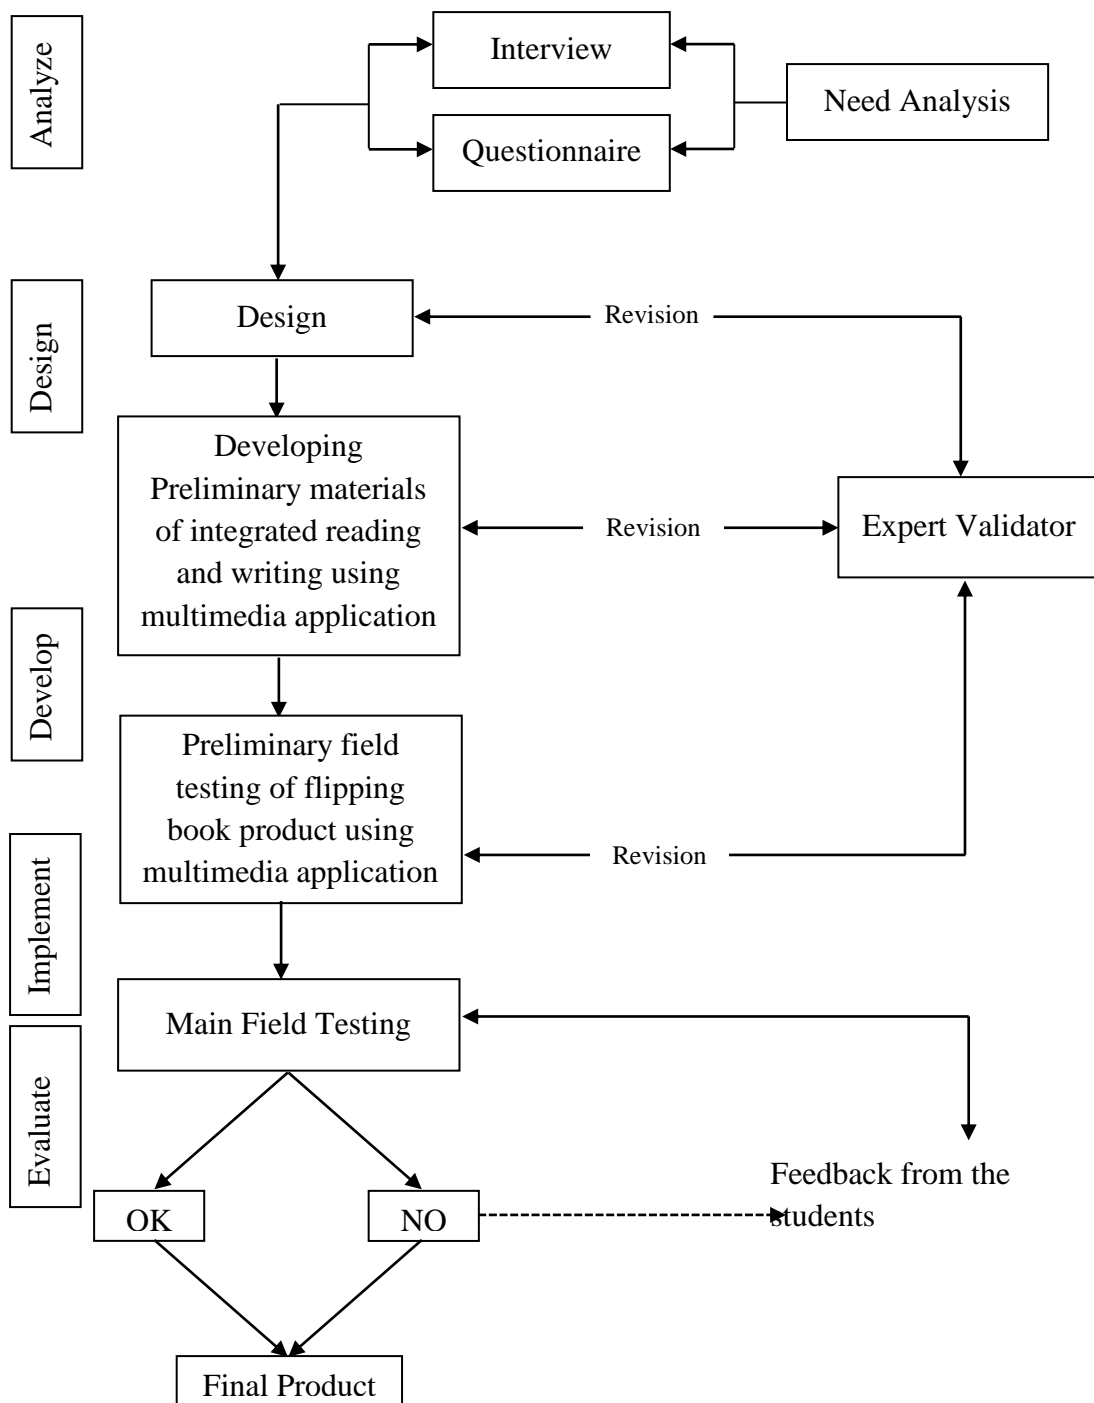 Analyze
Interview
Need Analysis
Questionnaire
Design
Design
Revision
Developing
Preliminary materials
of integrated reading
and writing using
multimedia application
Revision
Expert Validator
Develop
Preliminary field
testing of flipping
book product using
multimedia application
Revision
Implement
Main Field Testing
Evaluate
Feedback from the
students
OK
NO
Final Product